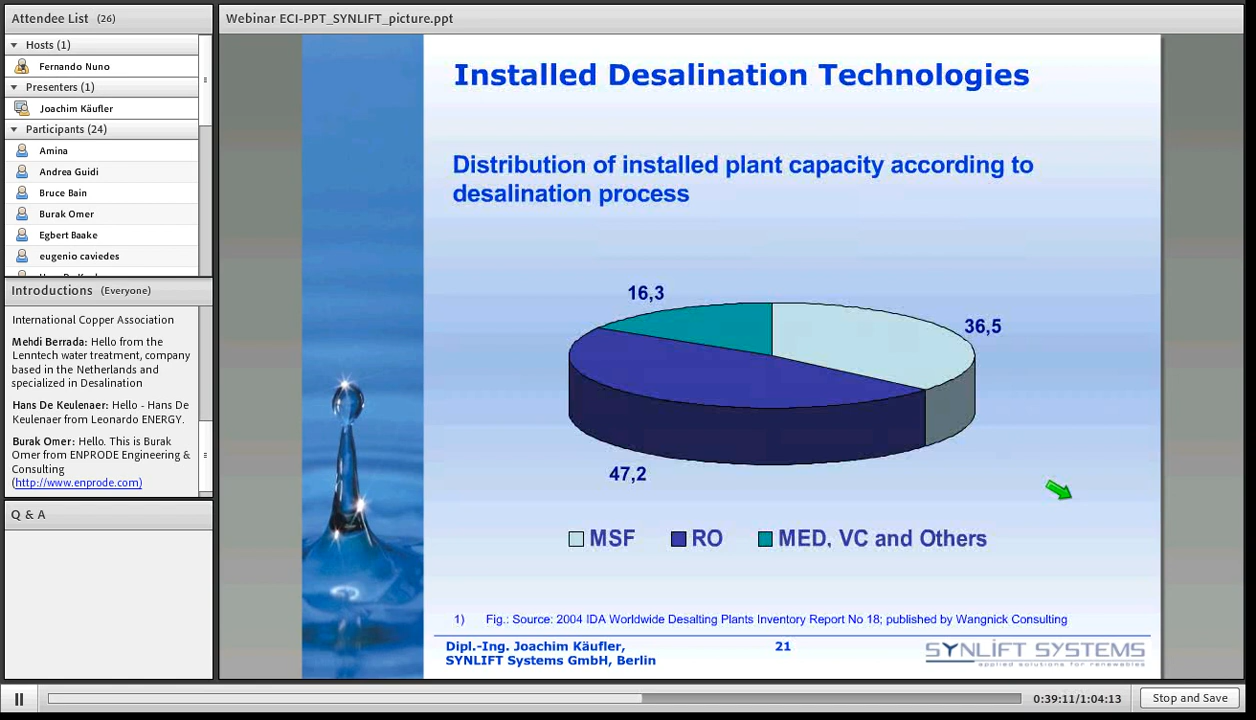 Attendee List (26)
Hosts (1)
Fernando Nuno
Presenters (1)
Joachim Käufler
Participants (24)
Amina
Andrea Guidi
Bruce Bain
Burak Omer
Egbert Baake
eugenio caviedes
Introductions (Everyone)
International Copper Association
Mehdi Berrada: Hello from the
Lenntech water treatment, company
based in the Netherlands and
specialized in Desalination
Hans De Keulenaer: Hello - Hans De
Keulenaer from Leonardo ENERGY.
Burak Omer: Hello. This is Burak
Omer from ENPRODE Engineering &
Consulting
(http://www.enprode.com)
Q & A
Webinar ECI-PPT_SYNLIFT_picture.ppt
Installed Desalination Technologies
Distribution of installed plant capacity according to
desalination process
16,3
36,5
47,2
MSF RO MED, VC and Others
1) Fig.: Source: 2004 IDA Worldwide Desalting Plants Inventory Report No 18; published by Wangnick Consulting
Dipl.-Ing. Joachim Käufler,
SYNLIFT Systems GmbH, Berlin
21
SYNLIFT SYSTEMS
applied solutions for renewables
0:39:11/1:04:13
Stop and Save